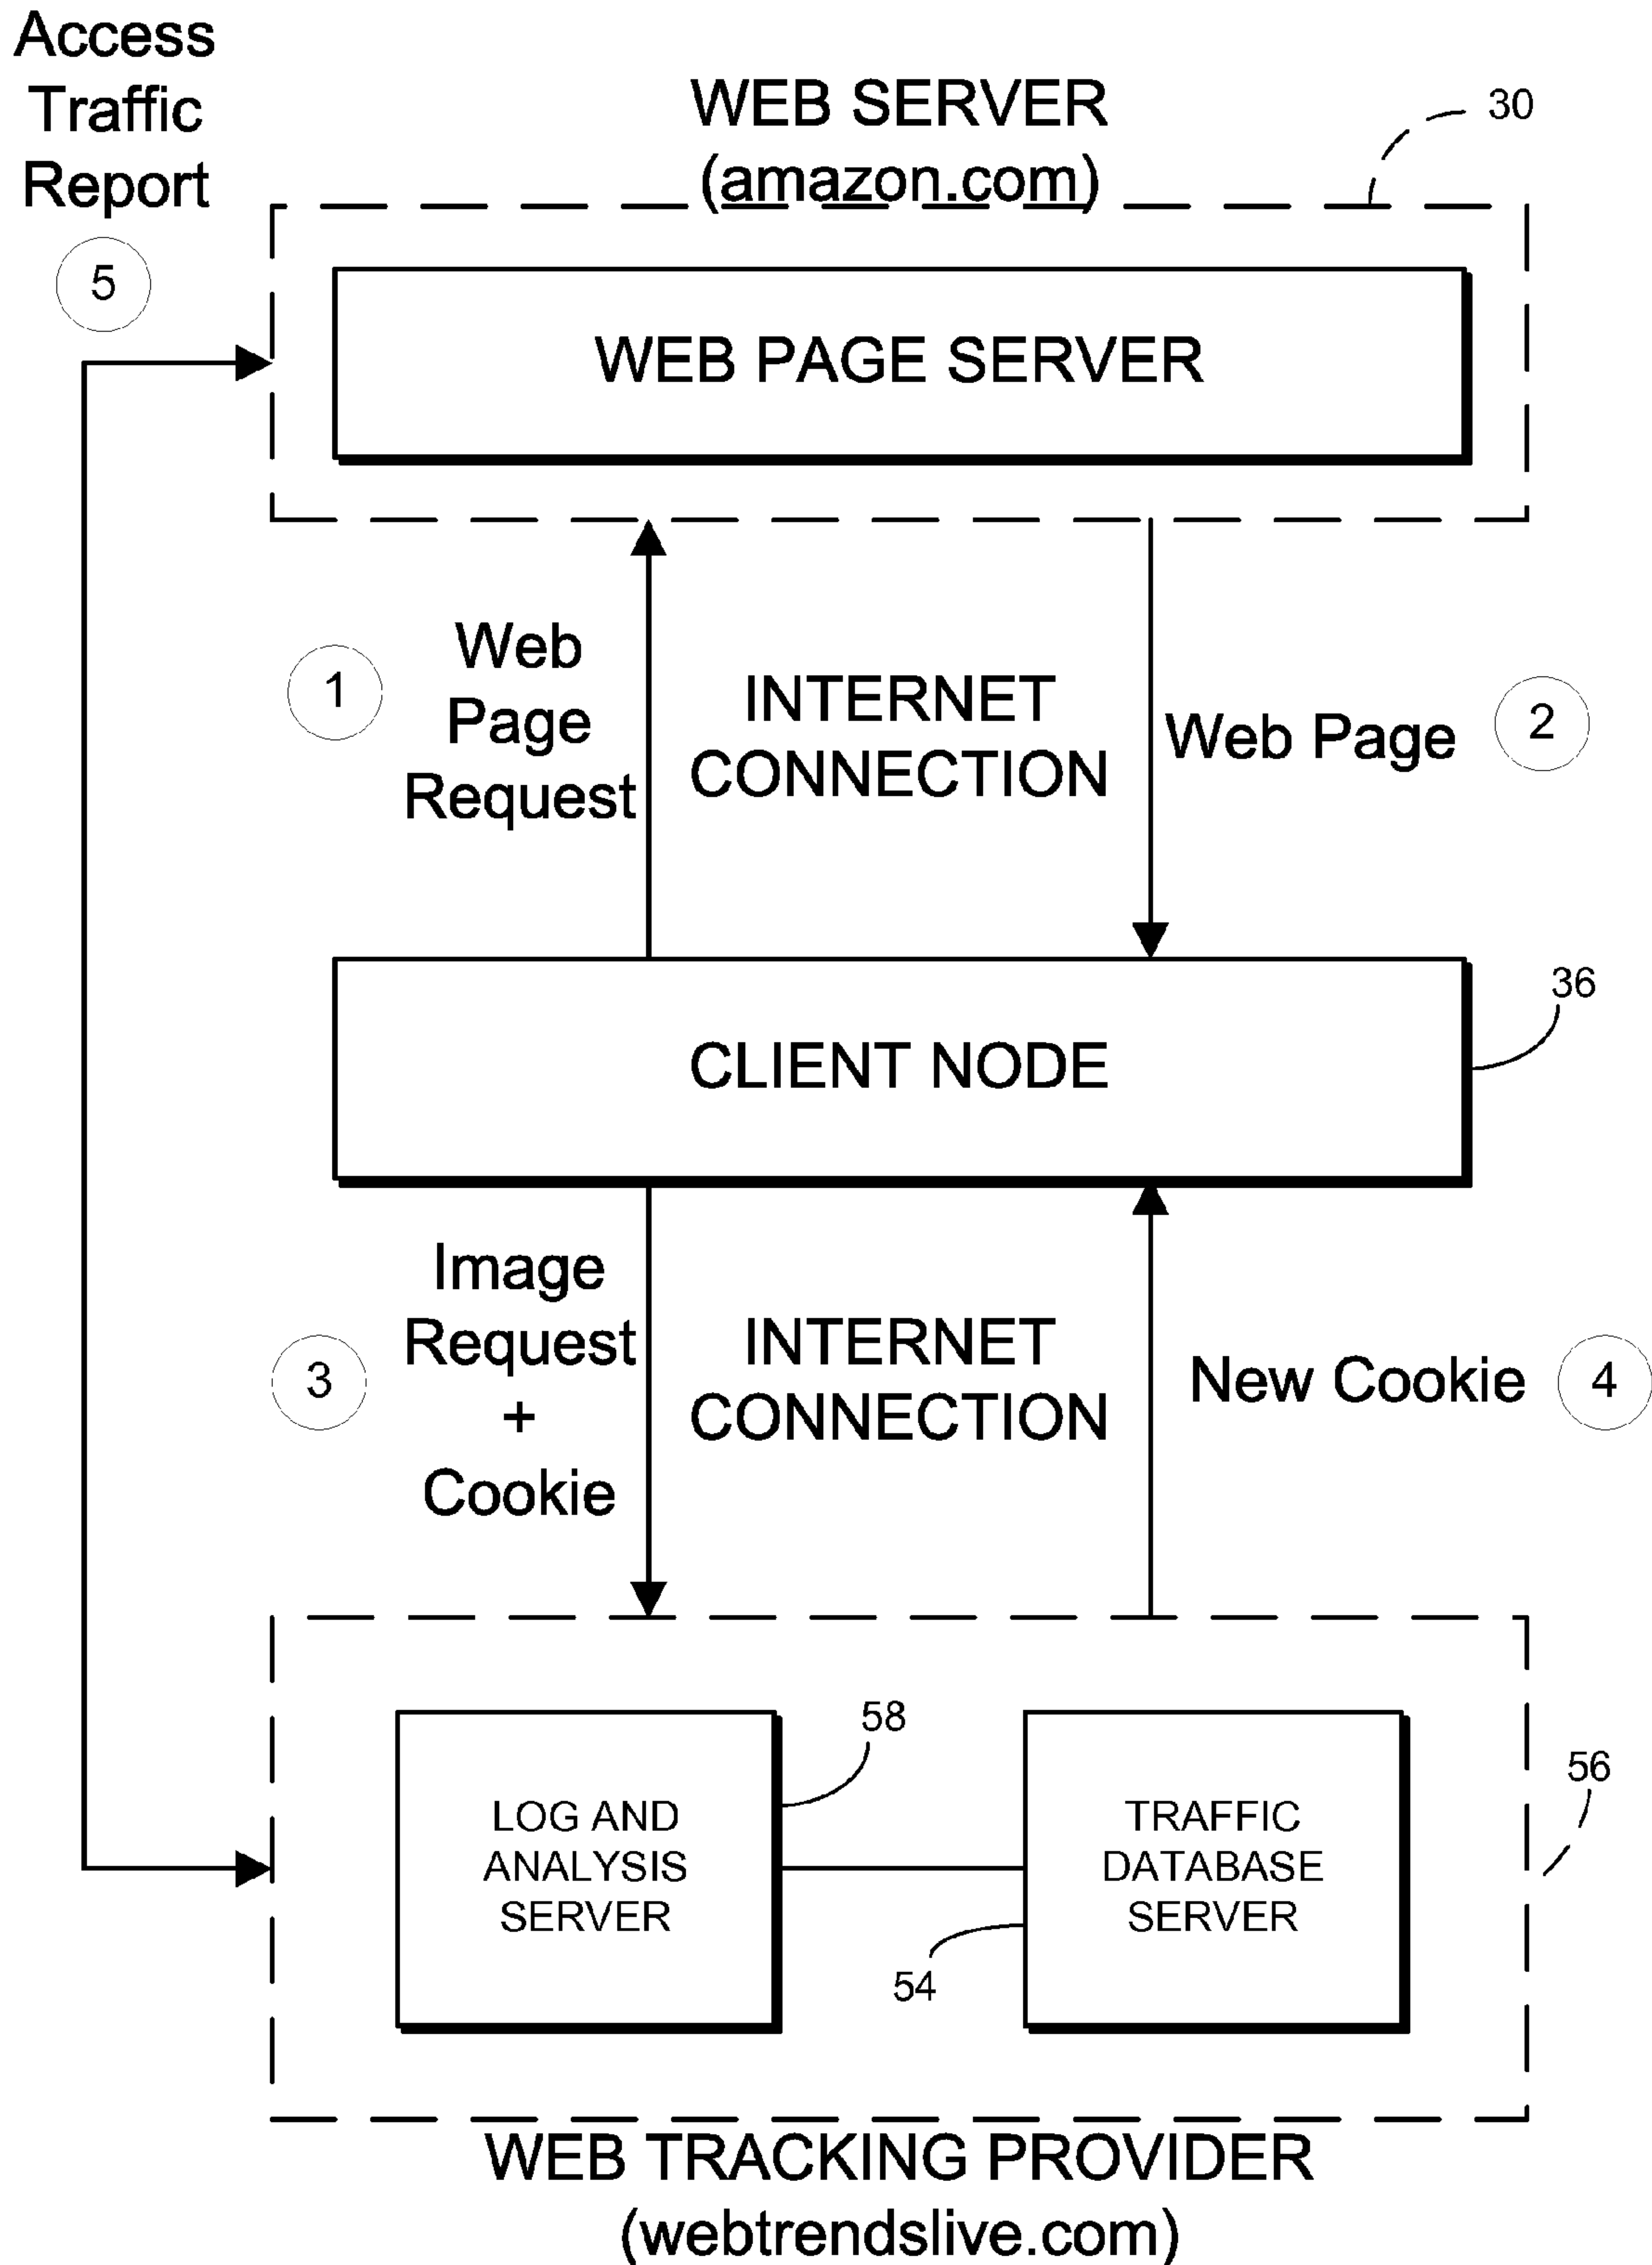 Access
Traffic
Report
5
WEB SERVER
(amazon.com)
30
WEB PAGE SERVER
1
Web
Page
Request
INTERNET
CONNECTION
Web Page
2
CLIENT NODE
36
3
Image
Request
+
Cookie
INTERNET
CONNECTION
New Cookie
4
LOG AND
ANALYSIS
SERVER
58
TRAFFIC
DATABASE
SERVER
54
56
WEB TRACKING PROVIDER
(webtrendslive.com)